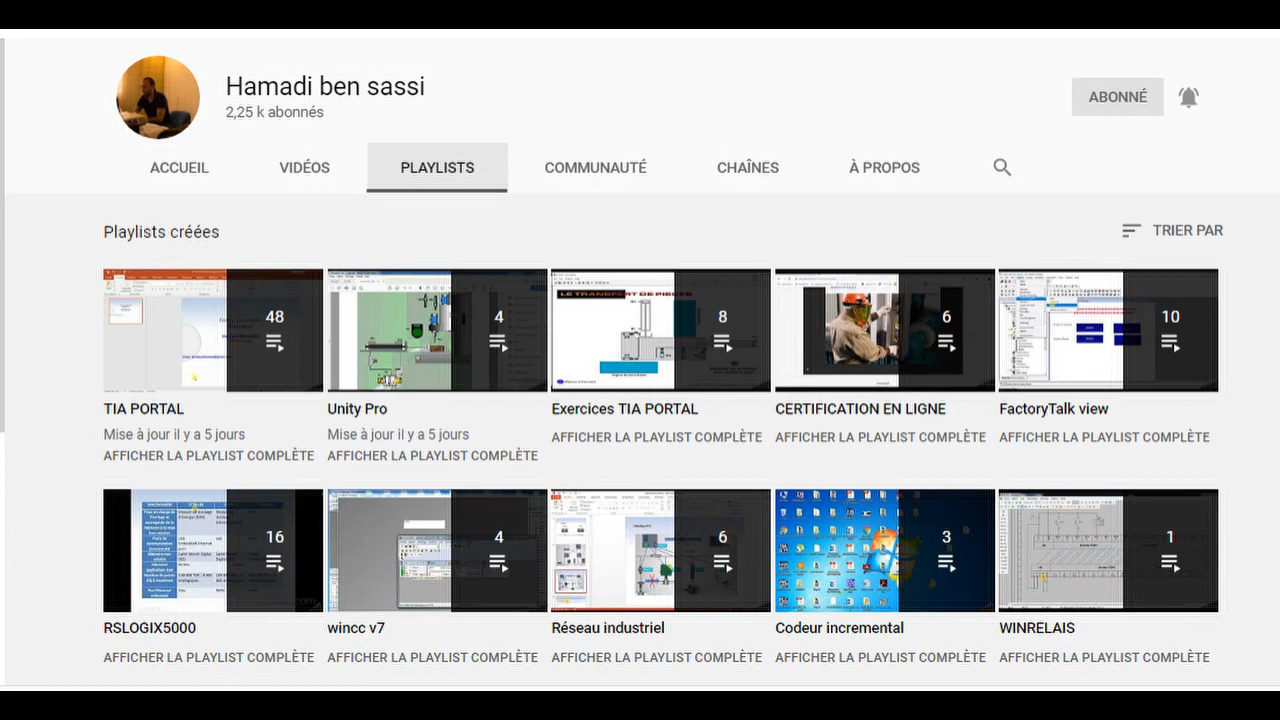 Hamadi ben sassi
2,25 k abonnés
ABONNÉ
ACCUEIL
VIDÉOS
PLAYLISTS
COMMUNAUTÉ
CHAÎNES
À PROPOS
Playlists créées
TRIER PAR
48
4
LE TRANSPORT DE PIECES
8
6
10
TIA PORTAL
Unity Pro
Exercices TIA PORTAL
CERTIFICATION EN LIGNE
FactoryTalk view
Mise à jour il y a 5 jours
Mise à jour il y a 5 jours
AFFICHER LA PLAYLIST COMPLÈTE
AFFICHER LA PLAYLIST COMPLÈTE
AFFICHER LA PLAYLIST COMPLÈTE
AFFICHER LA PLAYLIST COMPLÈTE
AFFICHER LA PLAYLIST COMPLÈTE
16
4
6
3
1
RSLOGIX5000
wincc v7
Réseau industriel
Codeur incremental
WINRELAIS
AFFICHER LA PLAYLIST COMPLÈTE
AFFICHER LA PLAYLIST COMPLÈTE
AFFICHER LA PLAYLIST COMPLÈTE
AFFICHER LA PLAYLIST COMPLÈTE
AFFICHER LA PLAYLIST COMPLÈTE